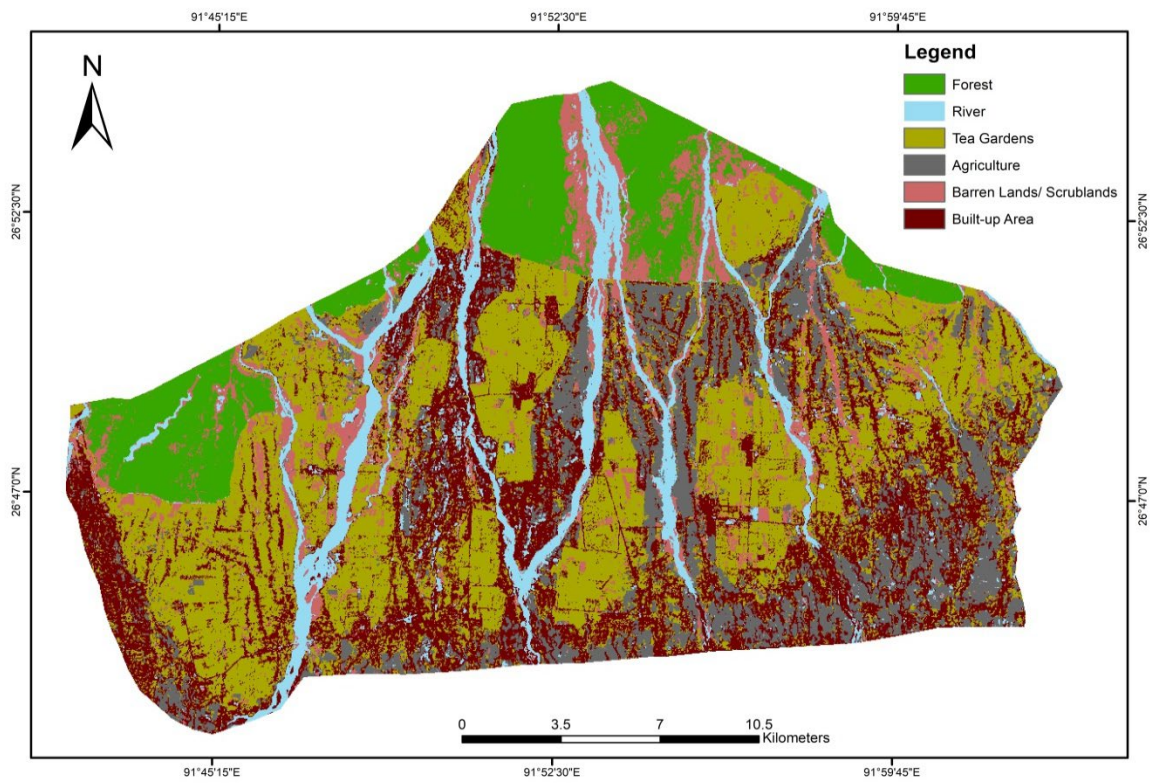 91°45'15"E
91°52'30"E
91°59'45"E
N
Legend
Forest
River
Tea Gardens
Agriculture
Barren Lands/ Scrublands
Built-up Area
26°52'30"N
26°52'30"N
26°47'0"N
26°47'0"N
0
3.5
7
10.5
Kilometers
91°45'15"E
91°52'30"E
91°59'45"E